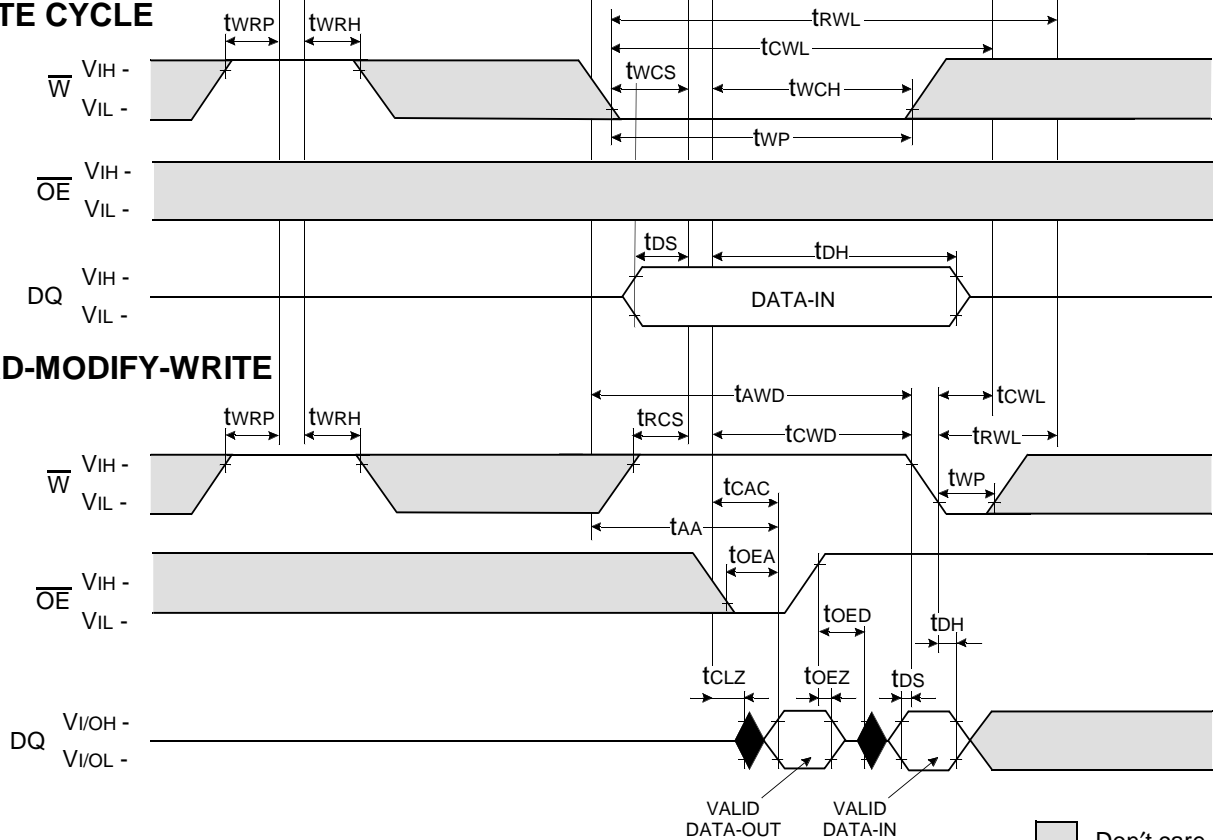 TE CYCLE
tWRP
tWRH
tRWL
tCWL
W
VIH -
VIL -
tWCS
tWCH
tWP
OE
VIH -
VIL -
DQ
VIH -
VIL -
tDS
tDH
DATA-IN
D-MODIFY-WRITE
tAWD
tCWL
tWRP
tWRH
tRCS
tCWD
tRWL
W
VIH -
VIL -
tWP
tCAC
tAA
OE
VIH -
VIL -
tOEA
tOED
tDH
tCLZ
tOEZ
tDS
DQ
VI/OH -
VI/OL -
VALID
DATA-OUT
VALID
DATA-IN
Don't care